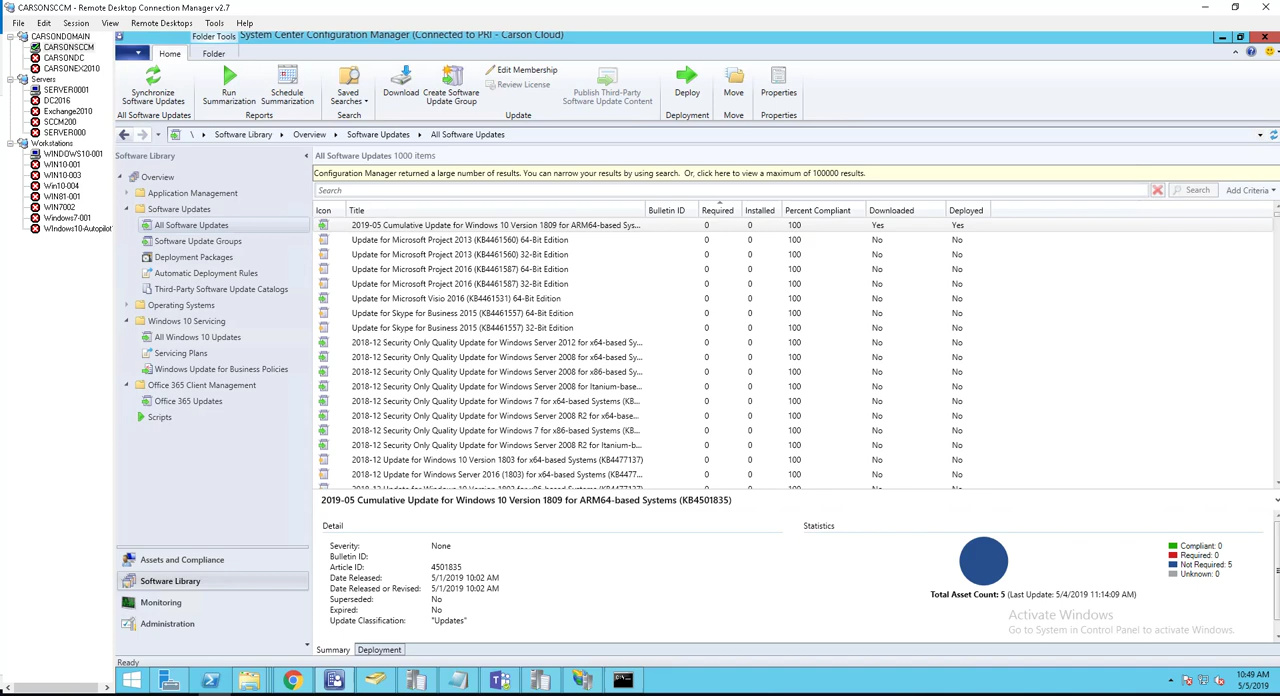 CARSONSCCM - Remote Desktop Connection Manager v2.7
File Edit Session View Remote Desktops Tools Help
CARSONDOMAIN
CARSONSCCM
CARSONDC
CARSONEX2010
Servers
SERVER0001
DC2016
Exchange2010
SCCM200
SERVER000
Workstations
WINDOWS10-001
WIN10-001
WIN10-003
Win10-004
WIN81-001
WIN7002
Windows7-001
WIndows10-Autopilot
Folder Tools System Center Configuration Manager (Connected to PRI - Carson Cloud)
Home Folder
Synchronize Software Updates
Run Summarization
Schedule Summarization
Saved Searches
Download
Create Software Update Group
Edit Membership
Review License
Publish Third-Party Software Update Content
Deploy
Move
Properties
All Software Updates Reports Search Update Deployment Move Properties
\ Software Library Overview Software Updates All Software Updates
Software Library
Overview
Application Management
Software Updates
All Software Updates
Software Update Groups
Deployment Packages
Automatic Deployment Rules
Third-Party Software Update Catalogs
Operating Systems
Windows 10 Servicing
All Windows 10 Updates
Servicing Plans
Windows Update for Business Policies
Office 365 Client Management
Office 365 Updates
Scripts
Assets and Compliance
Software Library
Monitoring
Administration
All Software Updates 1000 items
Configuration Manager returned a large number of results. You can narrow your results by using search. Or, click here to view a maximum of 100000 results.
Search Search Add Criteria
Icon Title Bulletin ID Required Installed Percent Compliant Downloaded Deployed
2019-05 Cumulative Update for Windows 10 Version 1809 for ARM64-based Sys... 0 0 100 Yes Yes
Update for Microsoft Project 2013 (KB4461560) 64-Bit Edition 0 0 100 No No
Update for Microsoft Project 2013 (KB4461560) 32-Bit Edition 0 0 100 No No
Update for Microsoft Project 2016 (KB4461587) 64-Bit Edition 0 0 100 No No
Update for Microsoft Project 2016 (KB4461587) 32-Bit Edition 0 0 100 No No
Update for Microsoft Visio 2016 (KB4461531) 64-Bit Edition 0 0 100 No No
Update for Skype for Business 2015 (KB4461557) 64-Bit Edition 0 0 100 No No
Update for Skype for Business 2015 (KB4461557) 32-Bit Edition 0 0 100 No No
2018-12 Security Only Quality Update for Windows Server 2012 for x64-based Sy... 0 0 100 No No
2018-12 Security Only Quality Update for Windows Server 2008 for x64-based Sy... 0 0 100 No No
2018-12 Security Only Quality Update for Windows Server 2008 for x86-based Sy... 0 0 100 No No
2018-12 Security Only Quality Update for Windows Server 2008 for Itanium-base... 0 0 100 No No
2018-12 Security Only Quality Update for Windows 7 for x64-based Systems (KB... 0 0 100 No No
2018-12 Security Only Quality Update for Windows Server 2008 R2 for x64-base... 0 0 100 No No
2018-12 Security Only Quality Update for Windows 7 for x86-based Systems (KB... 0 0 100 No No
2018-12 Security Only Quality Update for Windows Server 2008 R2 for Itanium-b... 0 0 100 No No
2018-12 Update for Windows 10 Version 1803 for x64-based Systems (KB4477137) 0 0 100 No No
2018-12 Update for Windows Server 2016 (1803) for x64-based Systems (KB4477... 0 0 100 No No
2019-05 Cumulative Update for Windows 10 Version 1809 for ARM64-based Systems (KB4501835)
Detail
Severity: None
Bulletin ID:
Article ID: 4501835
Date Released: 5/1/2019 10:02 AM
Date Released or Revised: 5/1/2019 10:02 AM
Superseded: No
Expired: No
Update Classification: "Updates"
Statistics
Compliant: 0
Required: 0
Not Required: 5
Unknown: 0
Total Asset Count: 5 (Last Update: 5/4/2019 11:14:09 AM)
Activate Windows
Go to System in Control Panel to activate Windows.
Summary Deployment
Ready
10:49 AM
5/5/2019